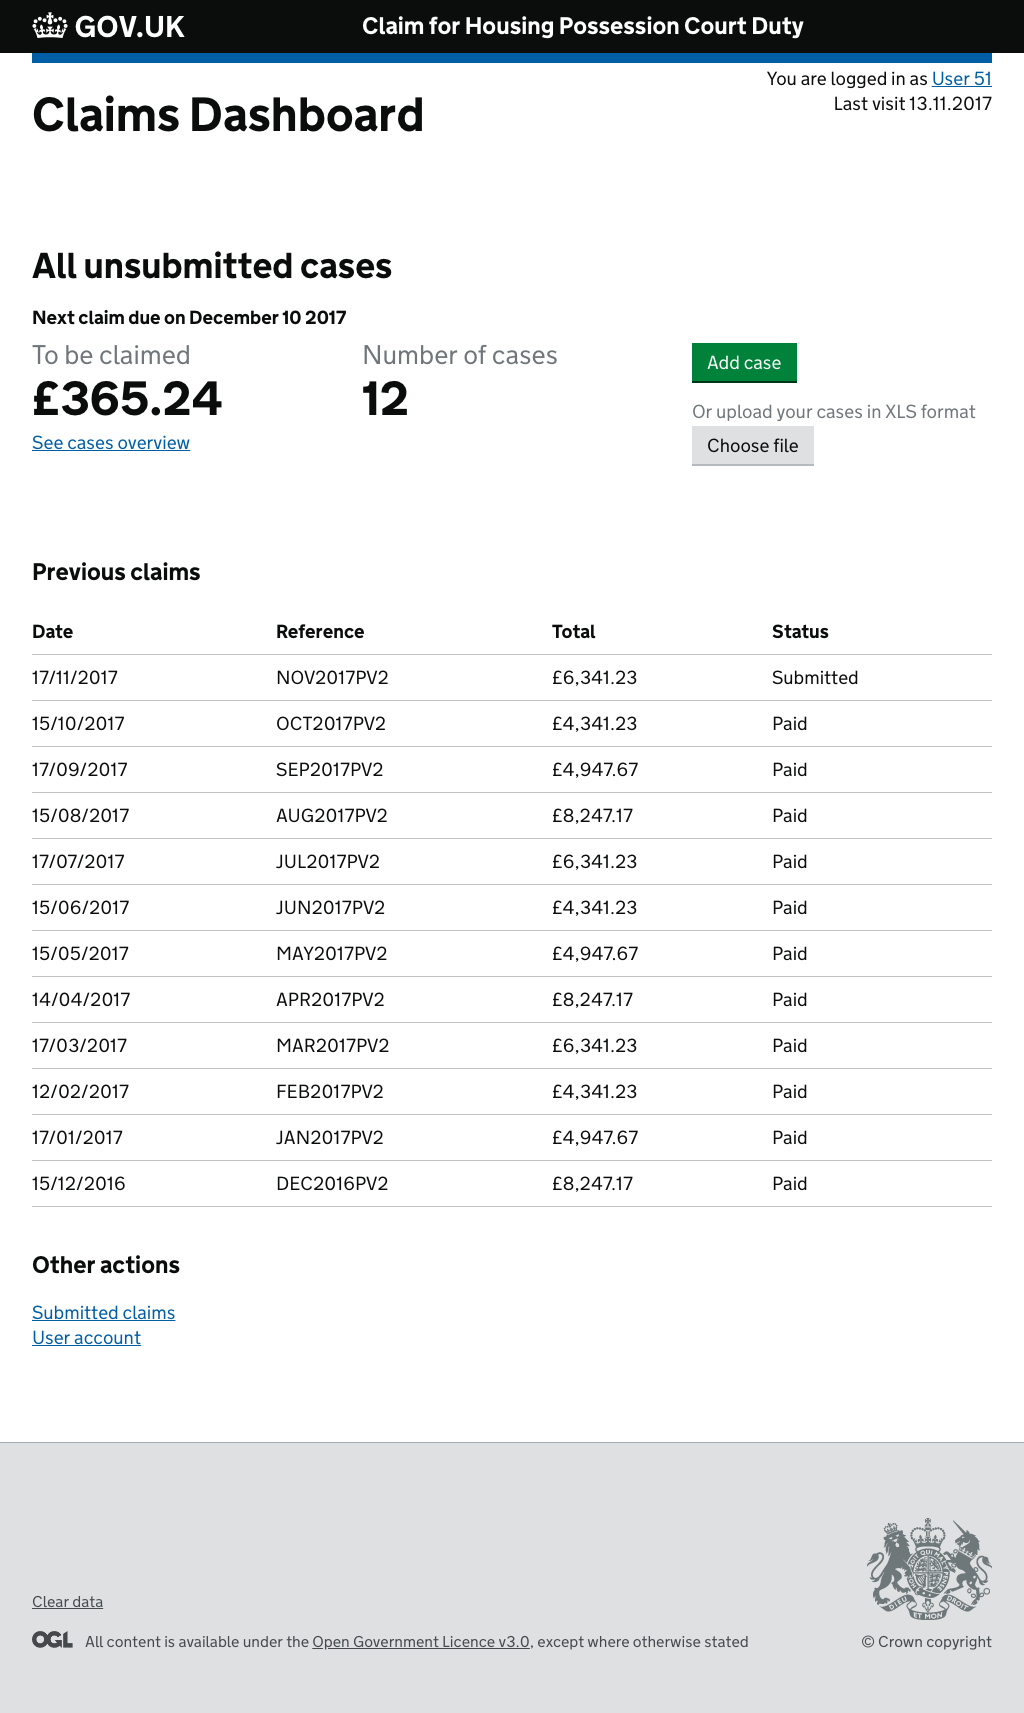 GOV.UK
Claim for Housing Possession Court Duty
You are logged in as User 51
Last visit 13.11.2017
Claims Dashboard
All unsubmitted cases
Next claim due on December 10 2017
To be claimed
£365.24
See cases overview
Number of cases
12
Add case
Or upload your cases in XLS format
Choose file
Previous claims
Date Reference Total Status
17/11/2017 NOV2017PV2 £6,341.23 Submitted
15/10/2017 OCT2017PV2 £4,341.23 Paid
17/09/2017 SEP2017PV2 £4,947.67 Paid
15/08/2017 AUG2017PV2 £8,247.17 Paid
17/07/2017 JUL2017PV2 £6,341.23 Paid
15/06/2017 JUN2017PV2 £4,341.23 Paid
15/05/2017 MAY2017PV2 £4,947.67 Paid
14/04/2017 APR2017PV2 £8,247.17 Paid
17/03/2017 MAR2017PV2 £6,341.23 Paid
12/02/2017 FEB2017PV2 £4,341.23 Paid
17/01/2017 JAN2017PV2 £4,947.67 Paid
15/12/2016 DEC2016PV2 £8,247.17 Paid
Other actions
Submitted claims
User account
Clear data
OGL All content is available under the Open Government Licence v3.0, except where otherwise stated
DIEU ET MON DROIT
© Crown copyright